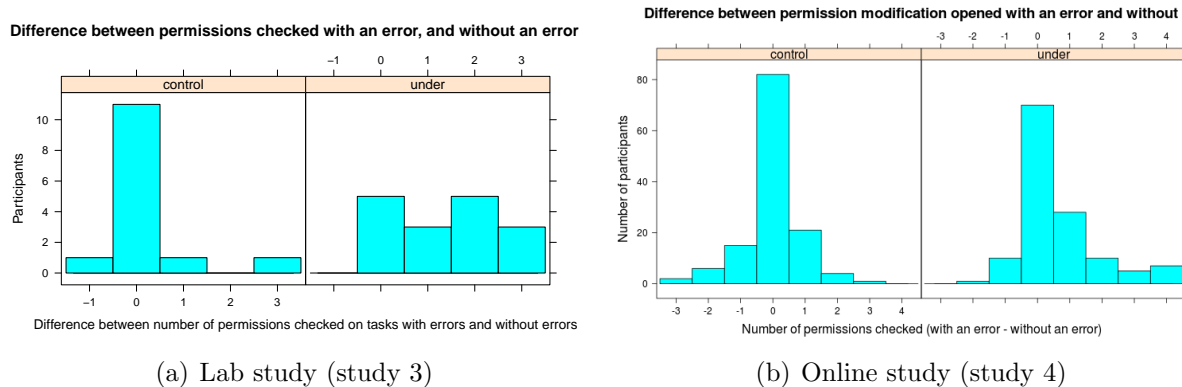 Difference between permissions checked with an error, and without an error
−1 0 1 2 3
control under
10
8
6
4
2
0
Participants
−1 0 1 2 3
Difference between number of permissions checked on tasks with errors and without errors
(a) Lab study (study 3)
Difference between permission modification opened with an error and without
-3 -2 -1 0 1 2 3 4
control under
80
60
40
20
0
Number of participants
-3 -2 -1 0 1 2 3 4
Number of permissions checked (with an error - without an error)
(b) Online study (study 4)